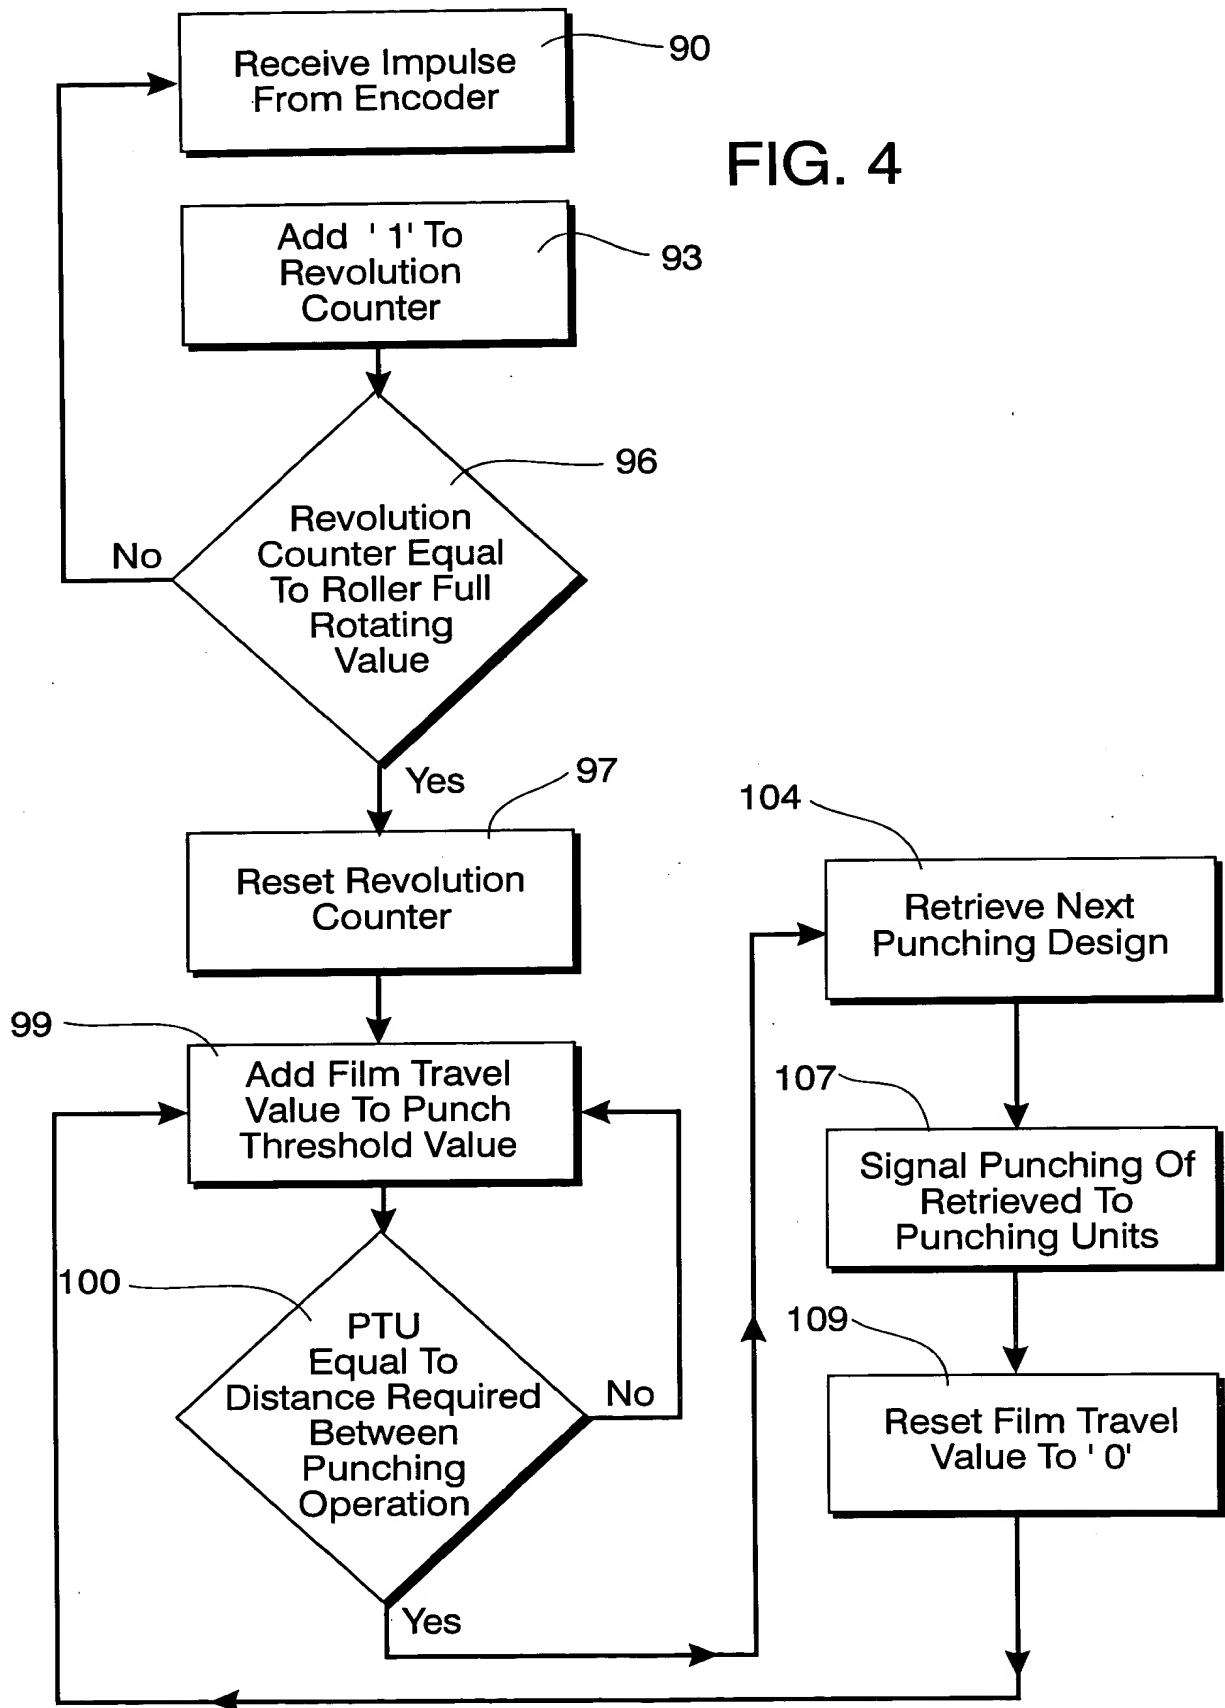 Receive Impulse
From Encoder
90
FIG. 4
Add '1' To
Revolution
Counter
93
96
Revolution
Counter Equal
To Roller Full
Rotating
Value
No
Yes
97
Reset Revolution
Counter
99
Add Film Travel
Value To Punch
Threshold Value
100
PTU
Equal To
Distance Required
Between
Punching
Operation
No
Yes
104
Retrieve Next
Punching Design
107
Signal Punching Of
Retrieved To
Punching Units
109
Reset Film Travel
Value To '0'